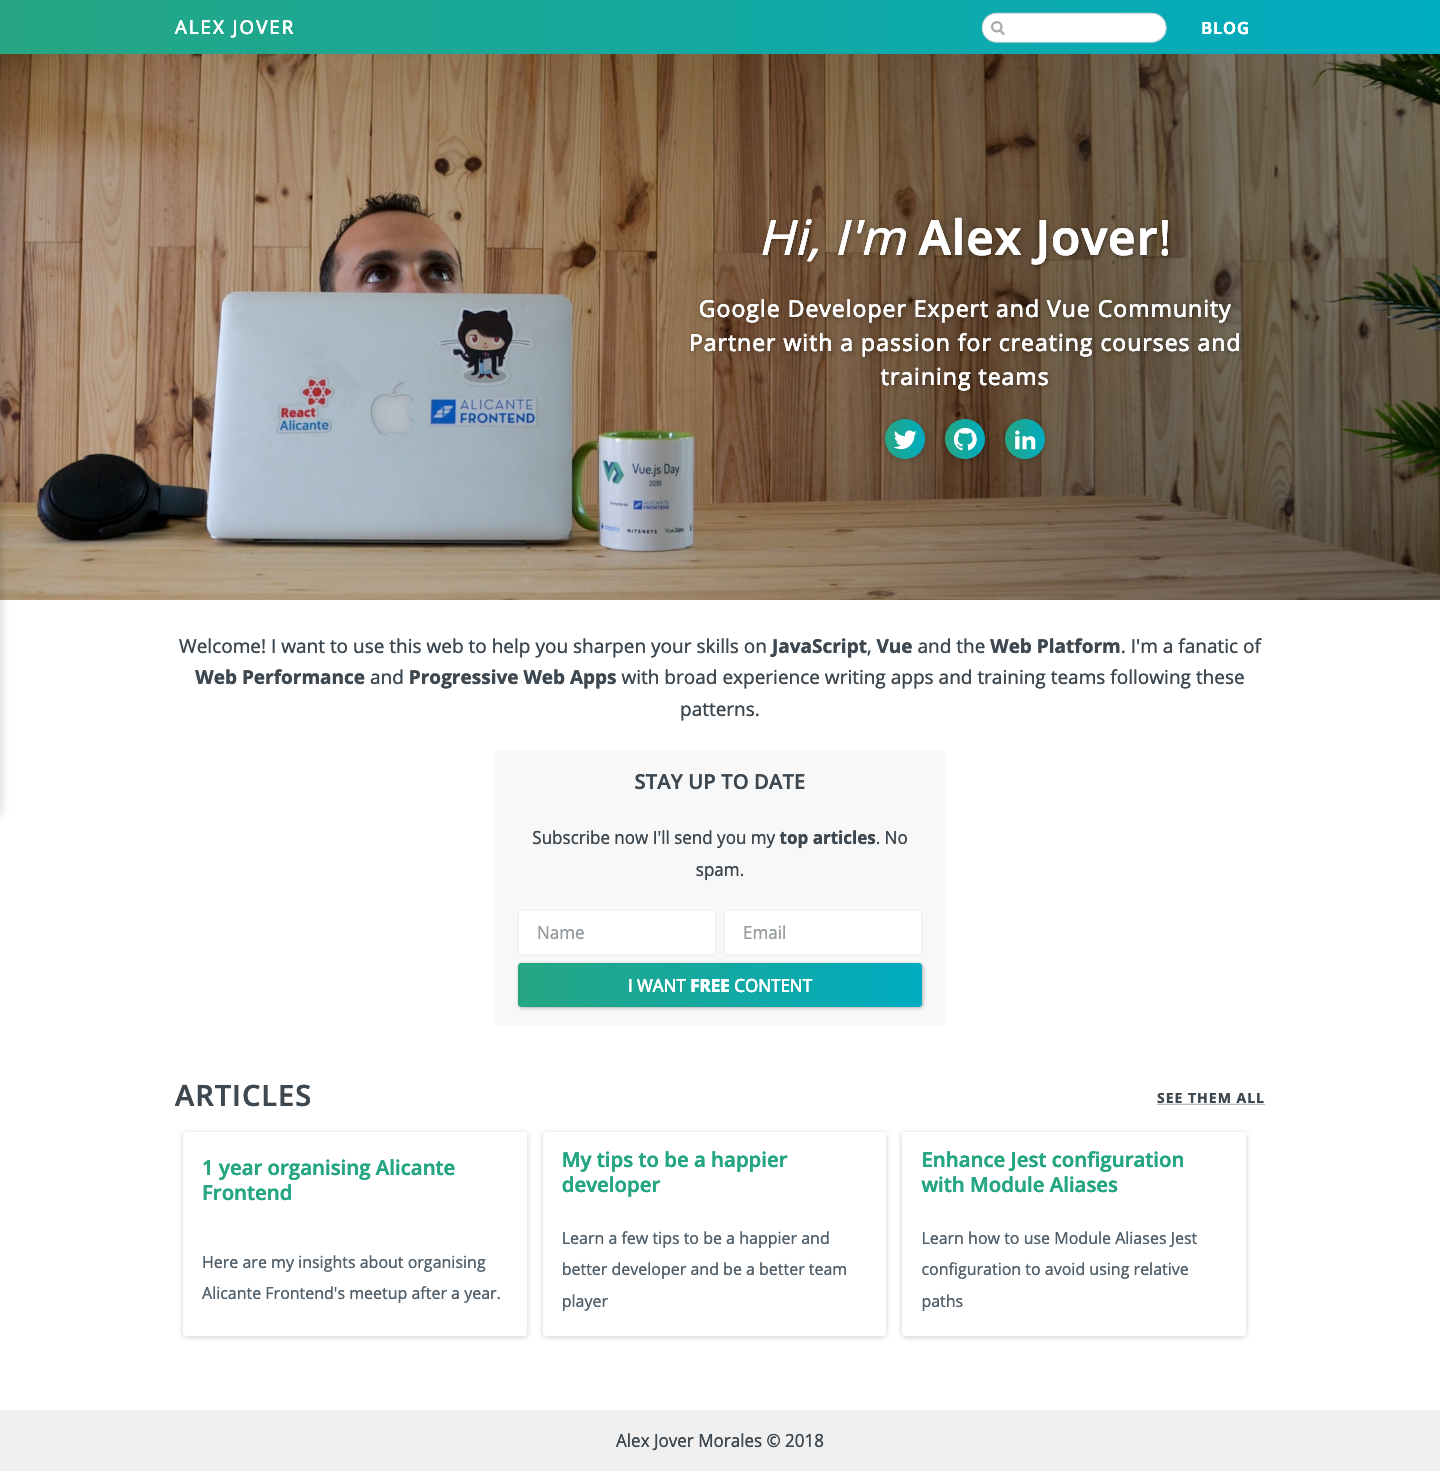 ALEX JOVER
BLOG
Hi, I'm Alex Jover!
Google Developer Expert and Vue Community
Partner with a passion for creating courses and
training teams
React
Alicante
ALICANTE
FRONTEND
Vue.js Day
2018
ALICANTE
FRONTEND
NITSNETS
VueJobs
Welcome! I want to use this web to help you sharpen your skills on JavaScript, Vue and the Web Platform. I'm a fanatic of
Web Performance and Progressive Web Apps with broad experience writing apps and training teams following these
patterns.
STAY UP TO DATE
Subscribe now I'll send you my top articles. No
spam.
Name
Email
I WANT FREE CONTENT
ARTICLES
SEE THEM ALL
1 year organising Alicante
Frontend
Here are my insights about organising
Alicante Frontend's meetup after a year.
My tips to be a happier
developer
Learn a few tips to be a happier and
better developer and be a better team
player
Enhance Jest configuration
with Module Aliases
Learn how to use Module Aliases Jest
configuration to avoid using relative
paths
Alex Jover Morales © 2018